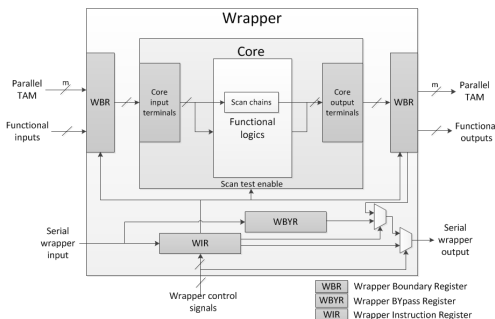 Wrapper
Core
Parallel
TAM
m
WBR
Core
input
terminals
Scan chains
Functional
logics
Core
output
terminals
WBR
m
Parallel
TAM
Functional
inputs
Functional
outputs
Scan test enable
WBYR
Serial
wrapper
input
WIR
Serial
wrapper
output
Wrapper control
signals
WBR Wrapper Boundary Register
WBYR Wrapper BYpass Register
WIR Wrapper Instruction Register